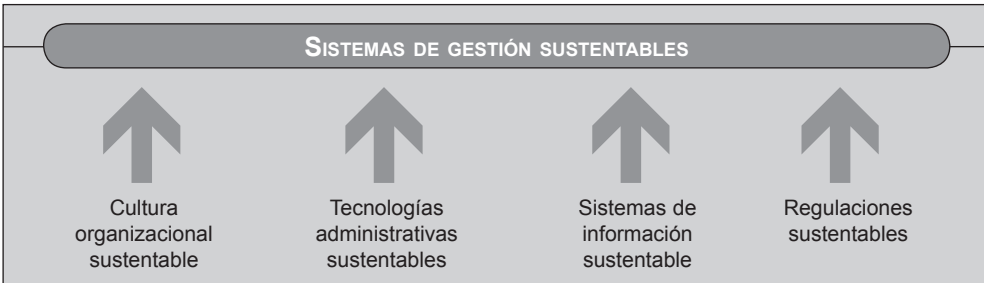 SISTEMAS DE GESTIÓN SUSTENTABLES
Cultura
organizacional
sustentable
Tecnologías
administrativas
sustentables
Sistemas de
información
sustentable
Regulaciones
sustentables